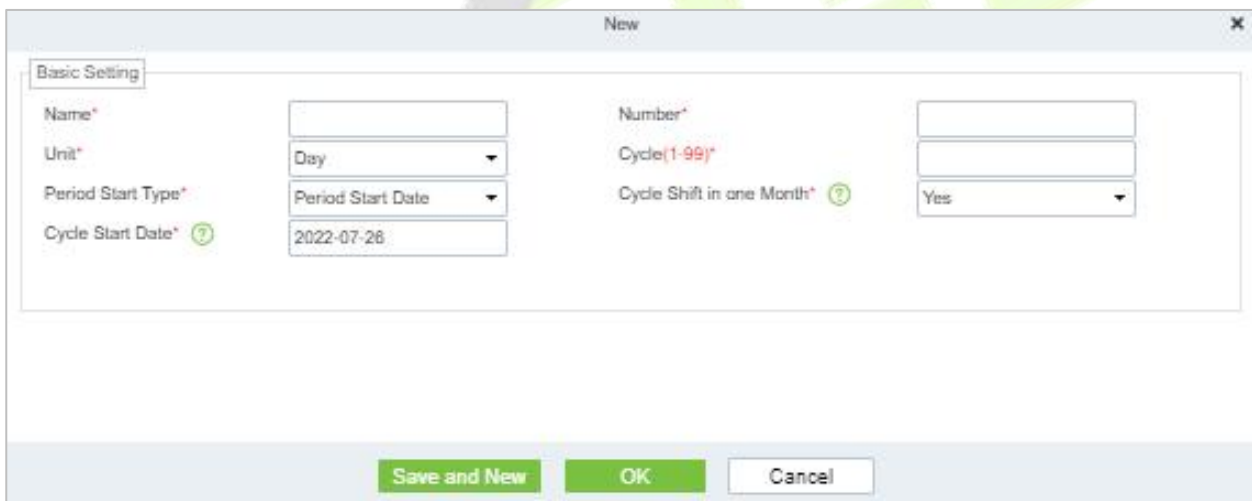 New
Basic Setting
Name* Number*
Unit* Day Cycle(1-99)*
Period Start Type* Period Start Date Cycle Shift in one Month* ? Yes
Cycle Start Date* ? 2022-07-26
Save and New OK Cancel